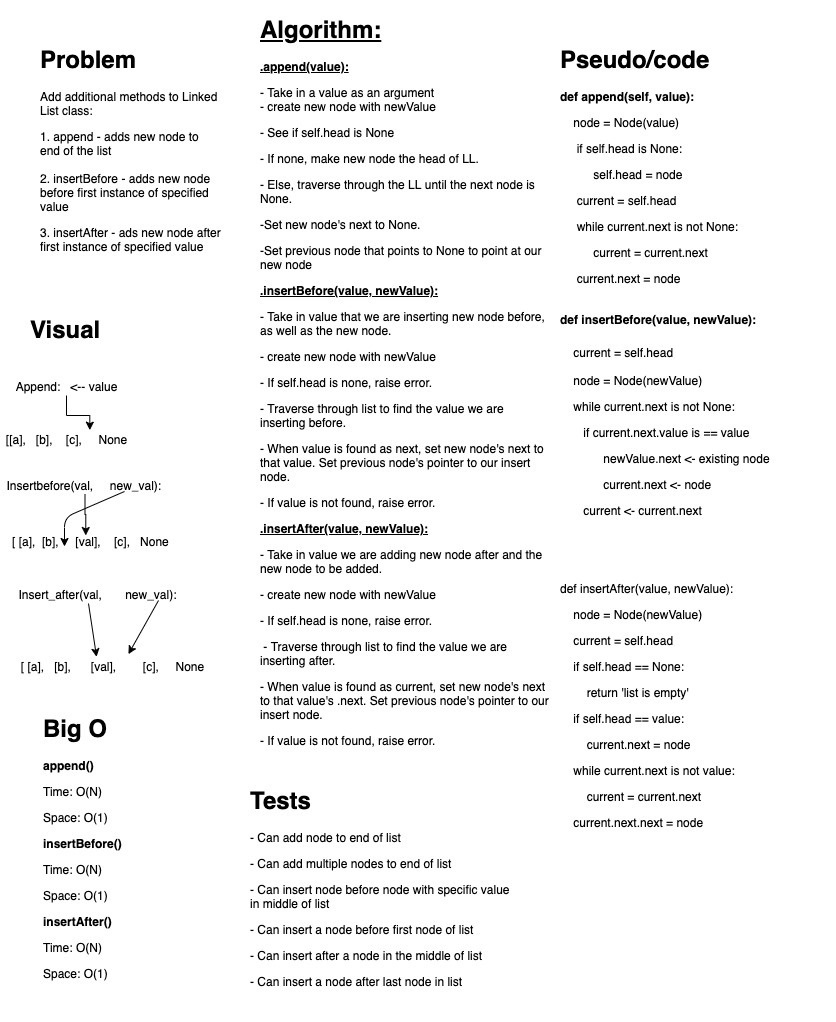 Problem
Add additional methods to Linked
List class:
1. append - adds new node to
end of the list
2. insertBefore - adds new node
before first instance of specified
value
3. insertAfter - ads new node after
first instance of specified value
Visual
Append: <-- value
[[a], [b], [c], None
Insertbefore(val, new_val):
[ [a], [b], [val], [c], None
Insert_after(val, new_val):
[ [a], [b], [val], [c], None
Big O
append()
Time: O(N)
Space: O(1)
insertBefore()
Time: O(N)
Space: O(1)
insertAfter()
Time: O(N)
Space: O(1)
Algorithm:
.append(value):
- Take in a value as an argument
- create new node with newValue
- See if self.head is None
- If none, make new node the head of LL.
- Else, traverse through the LL until the next node is
None.
-Set new node's next to None.
-Set previous node that points to None to point at our
new node
.insertBefore(value, newValue):
- Take in value that we are inserting new node before,
as well as the new node.
- create new node with newValue
- If self.head is none, raise error.
- Traverse through list to find the value we are
inserting before.
- When value is found as next, set new node's next to
that value. Set previous node's pointer to our insert
node.
- If value is not found, raise error.
.insertAfter(value, newValue):
- Take in value we are adding new node after and the
new node to be added.
- create new node with newValue
- If self.head is none, raise error.
- Traverse through list to find the value we are
inserting after.
- When value is found as current, set new node's next
to that value's .next. Set previous node's pointer to our
insert node.
- If value is not found, raise error.
Tests
- Can add node to end of list
- Can add multiple nodes to end of list
- Can insert node before node with specific value
in middle of list
- Can insert a node before first node of list
- Can insert after a node in the middle of list
- Can insert a node after last node in list
Pseudo/code
def append(self, value):
node = Node(value)
if self.head is None:
self.head = node
current = self.head
while current.next is not None:
current = current.next
current.next = node
def insertBefore(value, newValue):
current = self.head
node = Node(newValue)
while current.next is not None:
if current.next.value is == value
newValue.next <- existing node
current.next <- node
current <- current.next
def insertAfter(value, newValue):
node = Node(newValue)
current = self.head
if self.head == None:
return 'list is empty'
if self.head == value:
current.next = node
while current.next is not value:
current = current.next
current.next.next = node